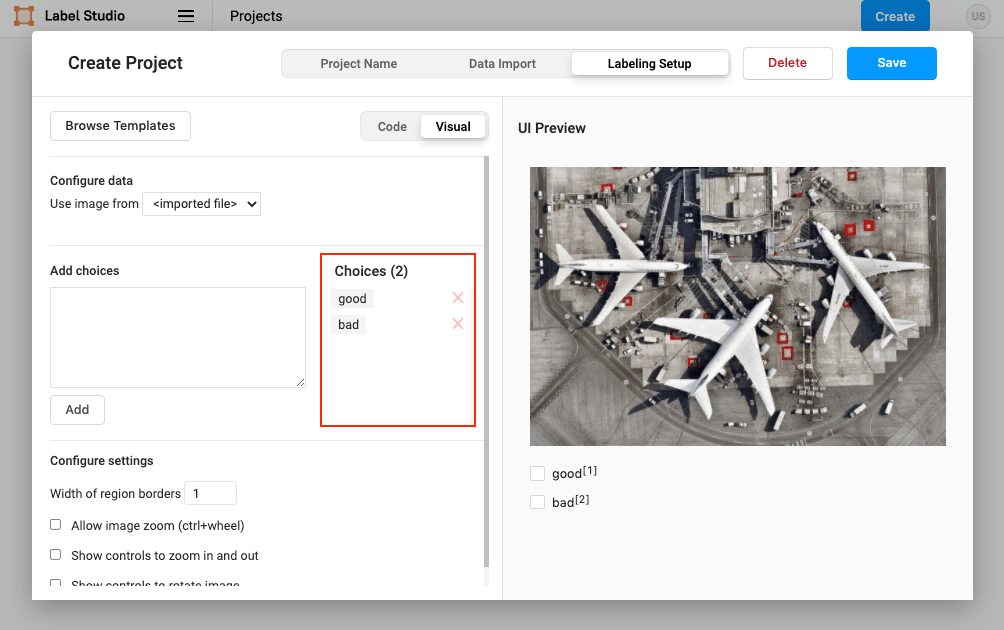 Label Studio
Projects
Create
US
Create Project
Project Name
Data Import
Labeling Setup
Delete
Save
Browse Templates
Code
Visual
UI Preview
Configure data
Use image from <imported file>
Add choices
Choices (2)
good
bad
Add
Configure settings
Width of region borders 1
Allow image zoom (ctrl+wheel)
Show controls to zoom in and out
Show controls to rotate image
good[1]
bad[2]